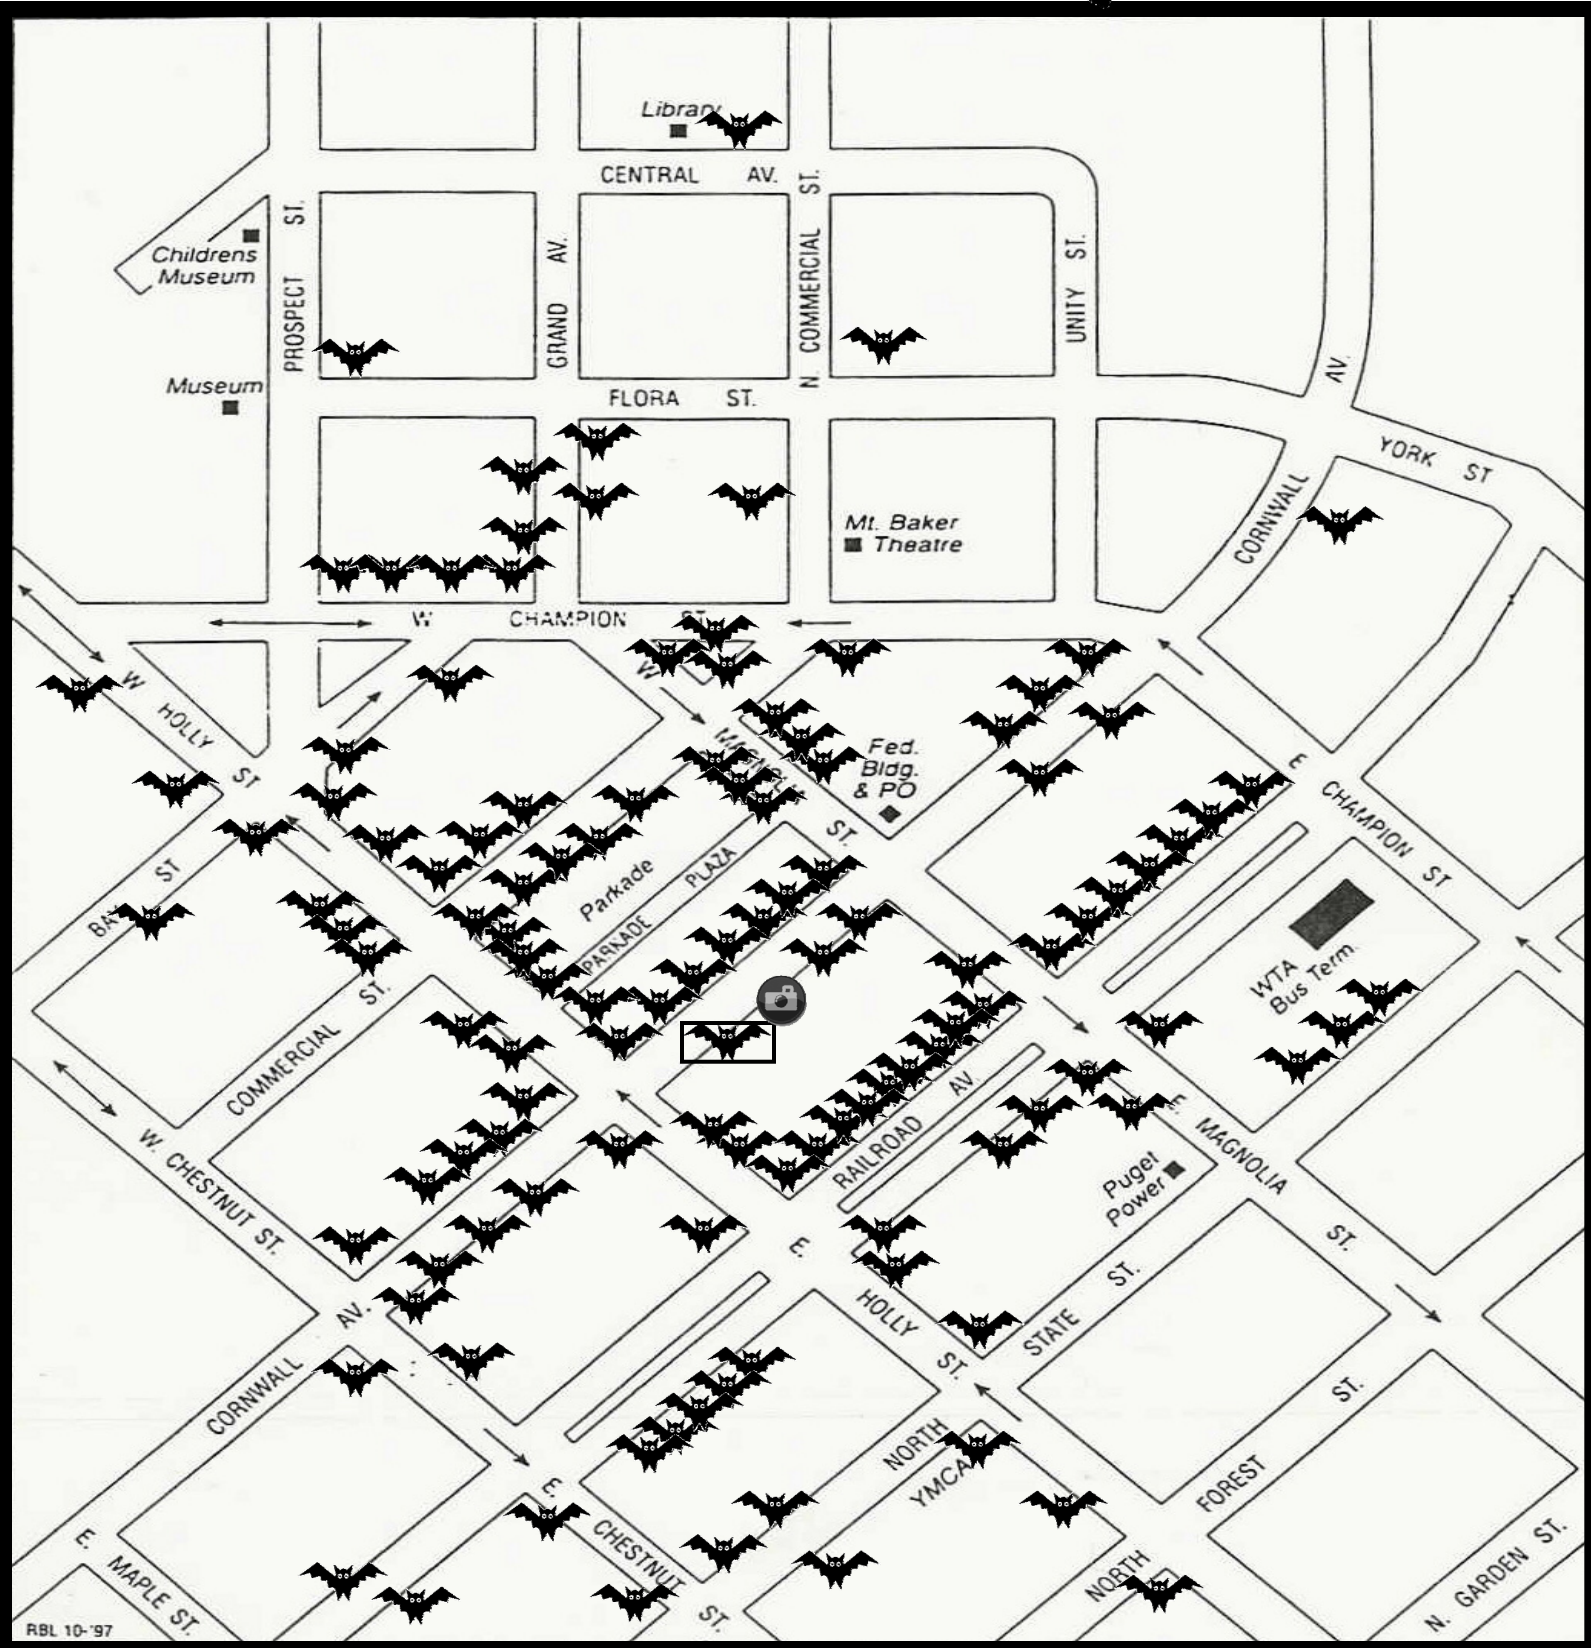 Library
CENTRAL AV.
Childrens
Museum
PROSPECT ST.
GRAND AV.
N. COMMERCIAL ST.
UNITY ST.
AV.
Museum
FLORA ST.
YORK ST
CORNWALL
Mt. Baker
Theatre
W CHAMPION ST.
W HOLLY ST
W MAGNOLIA ST.
Fed.
Bldg.
& PO
E CHAMPION ST
Parkade
PARKADE PLAZA
BAY ST
WTA
Bus Term.
COMMERCIAL ST.
W. CHESTNUT ST.
RAILROAD AV
E. MAGNOLIA ST.
Puget
Power
E. HOLLY ST.
STATE ST.
CORNWALL AV.
NORTH
YMCA
FOREST ST.
E. CHESTNUT ST.
E. MAPLE ST.
NORTH
N. GARDEN ST.
RBL 10-'97